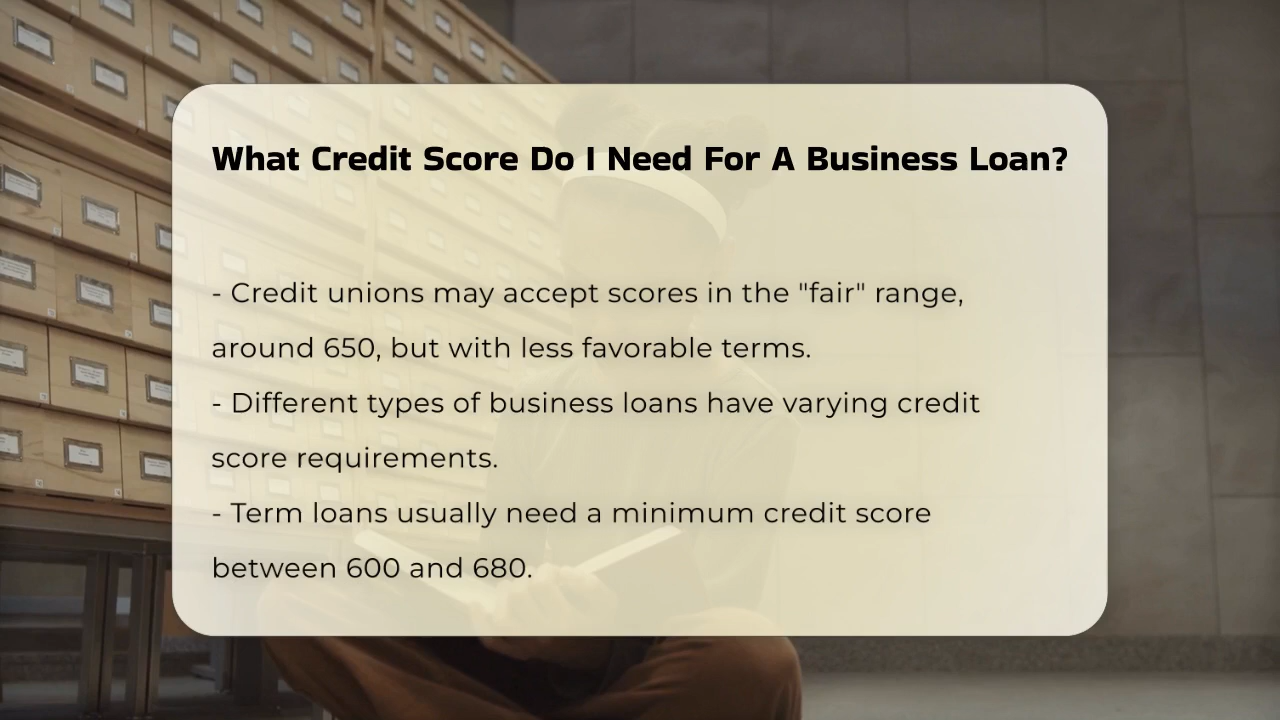 What Credit Score Do I Need For A Business Loan?
- Credit unions may accept scores in the "fair" range,
around 650, but with less favorable terms.
- Different types of business loans have varying credit
score requirements.
- Term loans usually need a minimum credit score
between 600 and 680.